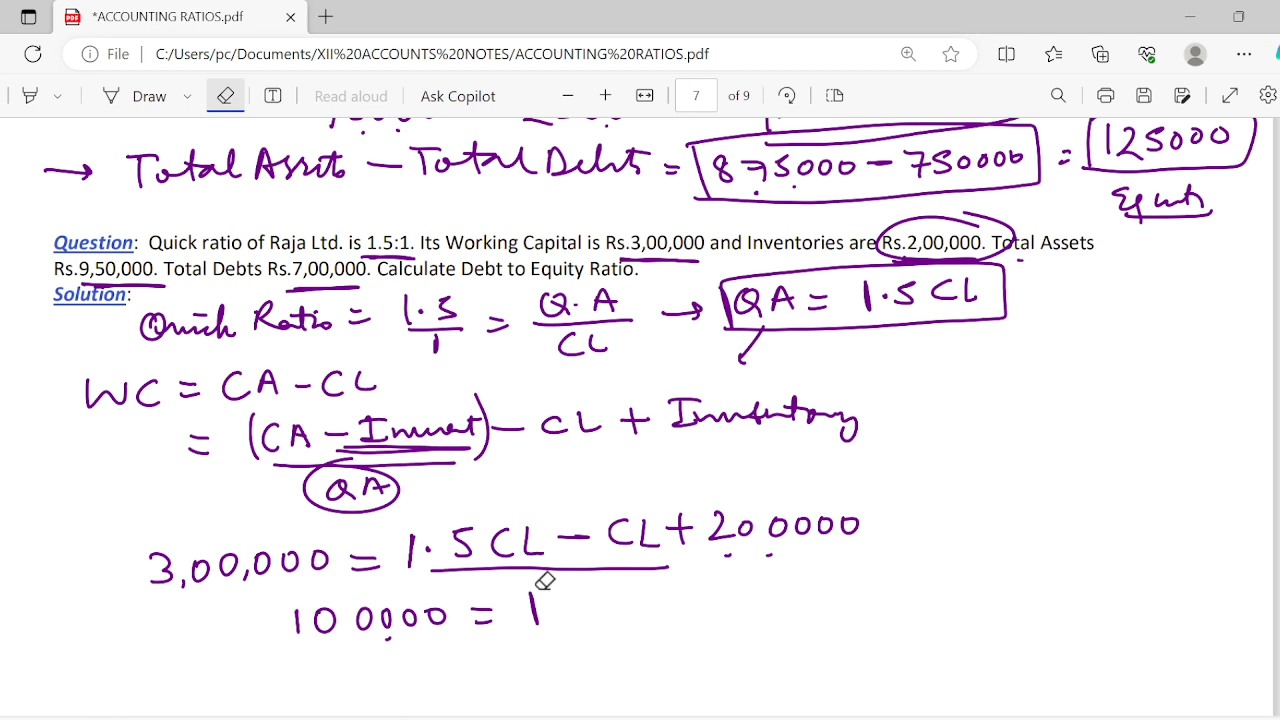 *ACCOUNTING RATIOS.pdf
File C:/Users/pc/Documents/XII%20ACCOUNTS%20NOTES/ACCOUNTING%20RATIOS.pdf
Draw Read aloud Ask Copilot 7 of 9
→ Total Assets - Total Debts = 875000 - 750000 = 125000
Equity
Question: Quick ratio of Raja Ltd. is 1.5:1. Its Working Capital is Rs.3,00,000 and Inventories are Rs.2,00,000. Total Assets
Rs.9,50,000. Total Debts Rs.7,00,000. Calculate Debt to Equity Ratio.
Solution:
Quick Ratio = 1.5/1 = Q.A/CL → QA = 1.5 CL
WC = CA - CL
= (CA - Invent) - CL + Inventory
QA
3,00,000 = 1.5 CL - CL + 200000
100000 = 1